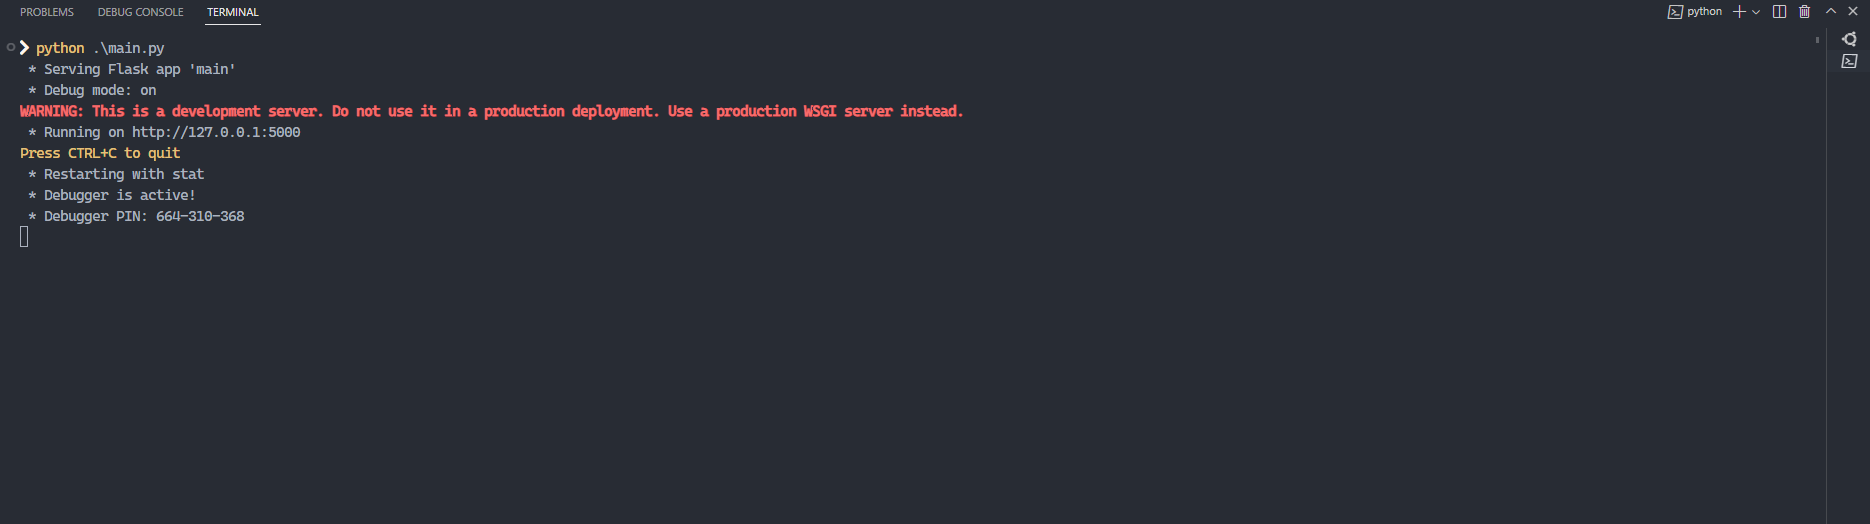 PROBLEMS DEBUG CONSOLE TERMINAL python
python .\main.py
* Serving Flask app 'main'
* Debug mode: on
WARNING: This is a development server. Do not use it in a production deployment. Use a production WSGI server instead.
* Running on http://127.0.0.1:5000
Press CTRL+C to quit
* Restarting with stat
* Debugger is active!
* Debugger PIN: 664-310-368